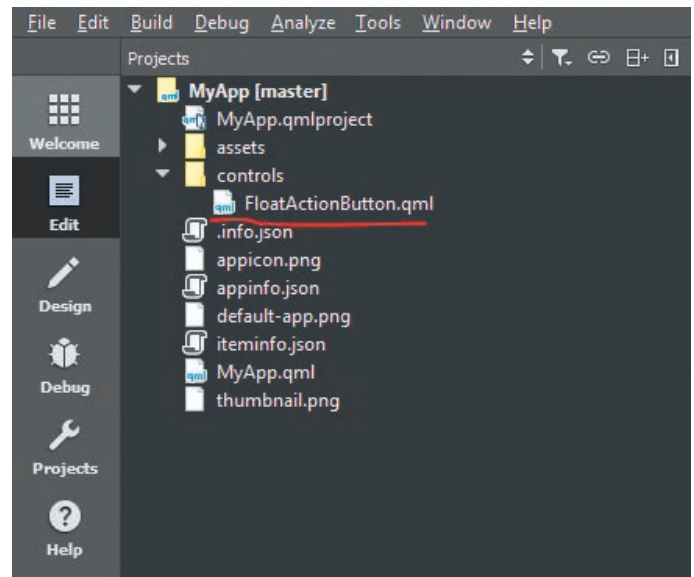 File Edit Build Debug Analyze Tools Window Help
Projects
MyApp [master]
MyApp.qmlproject
assets
controls
FloatActionButton.qml
.info.json
appicon.png
appinfo.json
default-app.png
iteminfo.json
MyApp.qml
thumbnail.png
Welcome
Edit
Design
Debug
Projects
Help